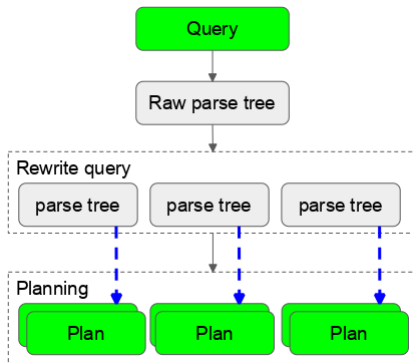 Query
Raw parse tree
Rewrite query
parse tree parse tree parse tree
Planning
Plan Plan Plan